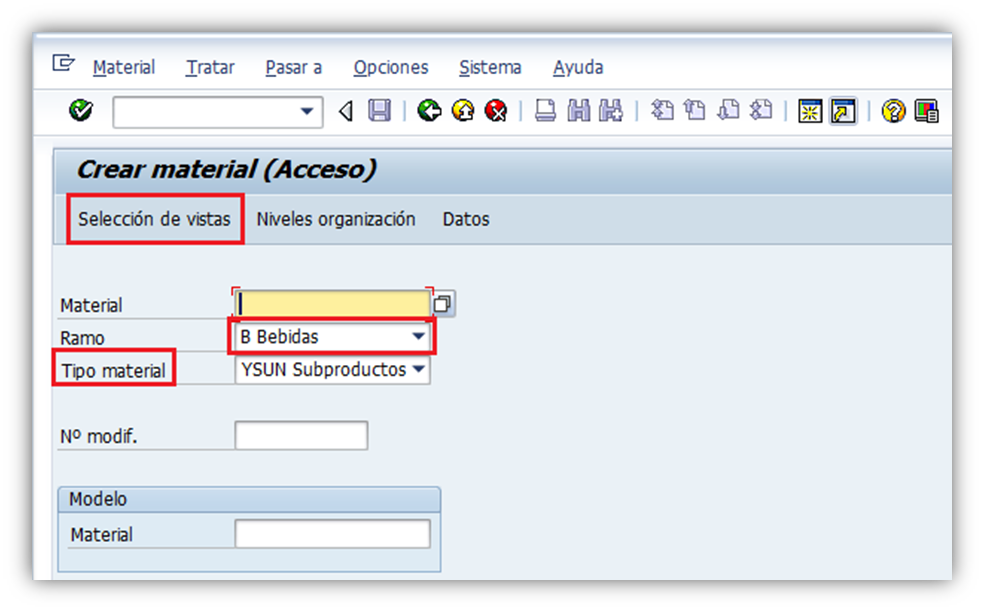 Material Tratar Pasar a Opciones Sistema Ayuda
Crear material (Acceso)
Selección de vistas Niveles organización Datos
Material
Ramo B Bebidas
Tipo material YSUN Subproductos
Nº modif.
Modelo
Material